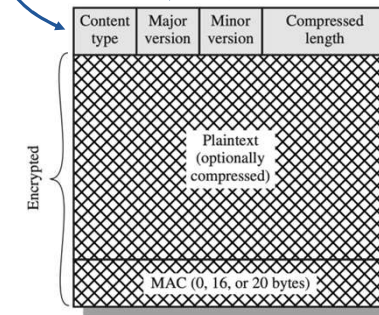 Content Major Minor Compressed
type version version length
Plaintext
(optionally
compressed)
Encrypted
MAC (0, 16, or 20 bytes)